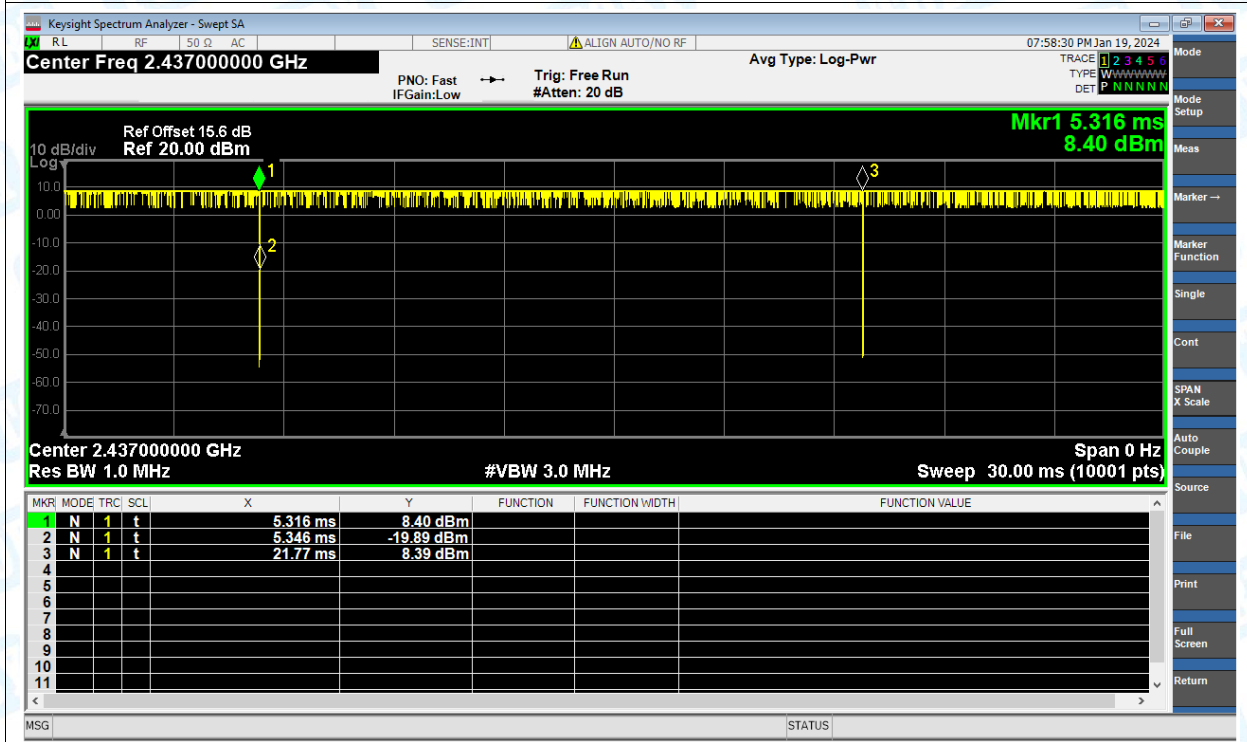 Keysight Spectrum Analyzer - Swept SA
LXI RL RF 50 Ω AC SENSE:INT ALIGN AUTO/NO RF 07:58:30 PM Jan 19, 2024
Center Freq 2.437000000 GHz
PNO: Fast
IFGain:Low
Trig: Free Run
#Atten: 20 dB
Avg Type: Log-Pwr
TRACE 1 2 3 4 5 6
TYPE WWWWWW
DET P N N N N N
Mkr1 5.316 ms
8.40 dBm
Ref Offset 15.6 dB
10 dB/div Ref 20.00 dBm
Log
10.0
0.00
-10.0
-20.0
-30.0
-40.0
-50.0
-60.0
-70.0
1
2
3
Center 2.437000000 GHz Span 0 Hz
Res BW 1.0 MHz #VBW 3.0 MHz Sweep 30.00 ms (10001 pts)
MKR MODE TRC SCL X Y FUNCTION FUNCTION WIDTH FUNCTION VALUE
1 N 1 t 5.316 ms 8.40 dBm
2 N 1 t 5.346 ms -19.89 dBm
3 N 1 t 21.77 ms 8.39 dBm
4
5
6
7
8
9
10
11
MSG STATUS
Mode
Mode
Setup
Meas
Marker →
Marker
Function
Single
Cont
SPAN
X Scale
Auto
Couple
Source
File
Print
Full
Screen
Return